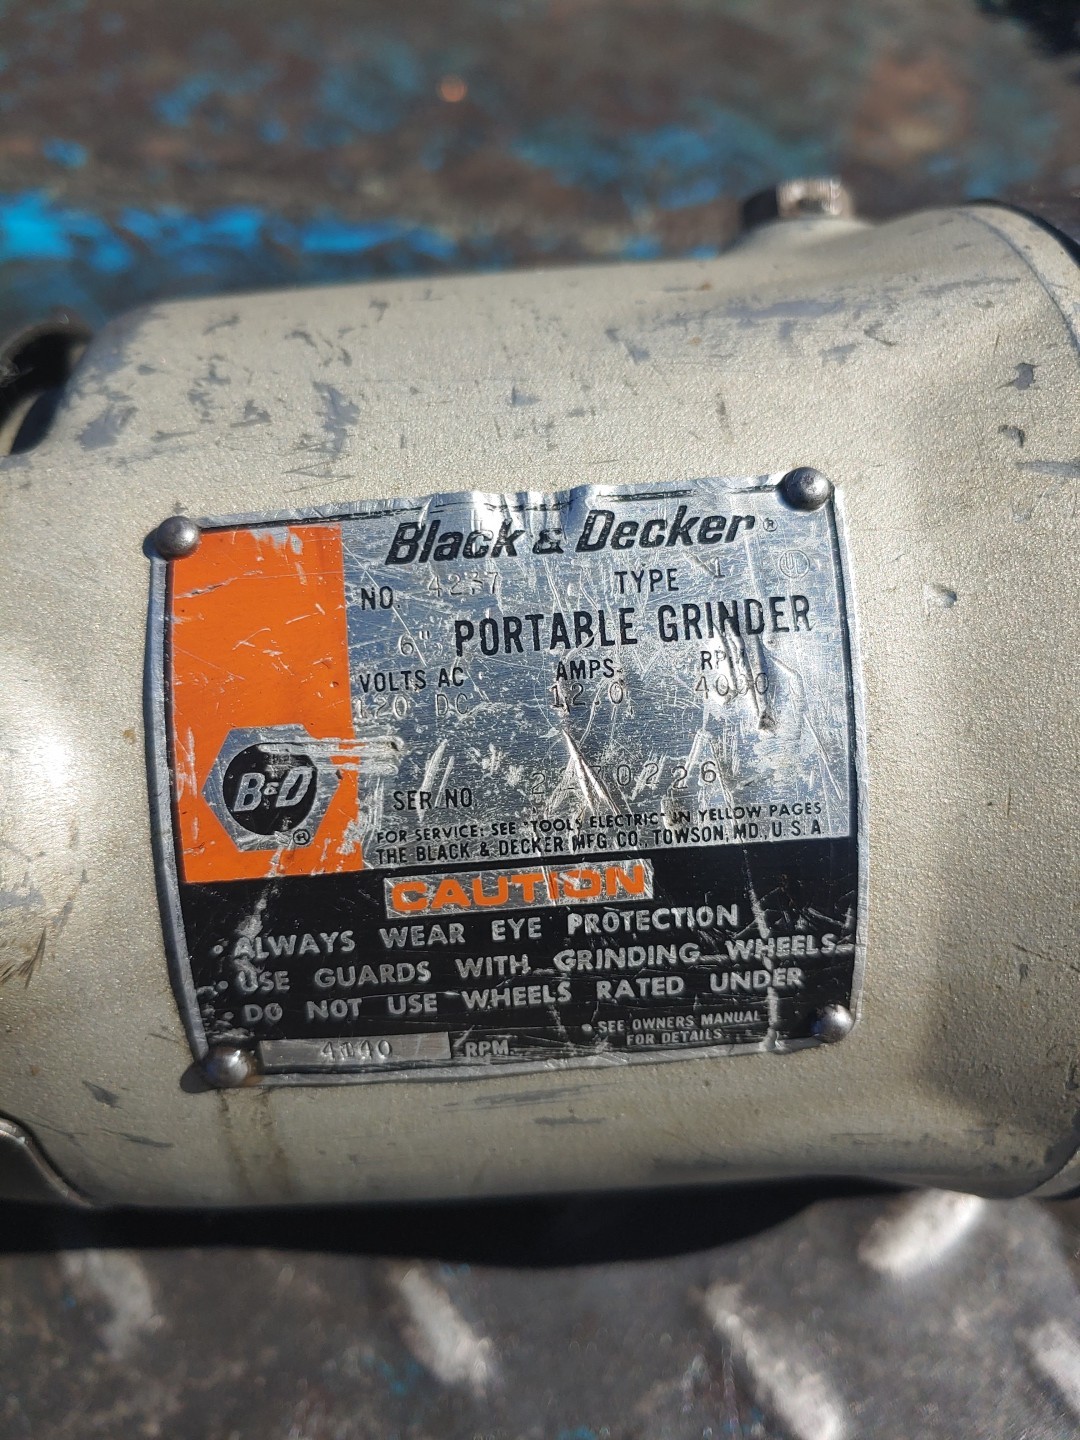 Black & Decker®
NO. 4237 TYPE 1 UL
6" PORTABLE GRINDER
VOLTS AC AMPS. RPM
120 DC 12.0 4000
B&D ®
SER. NO.
FOR SERVICE: SEE "TOOLS ELECTRIC" IN YELLOW PAGES
THE BLACK & DECKER MFG. CO., TOWSON, MD., U.S.A.
CAUTION
• ALWAYS WEAR EYE PROTECTION
• USE GUARDS WITH GRINDING WHEELS
• DO NOT USE WHEELS RATED UNDER
4140 RPM
• SEE OWNERS MANUAL
FOR DETAILS